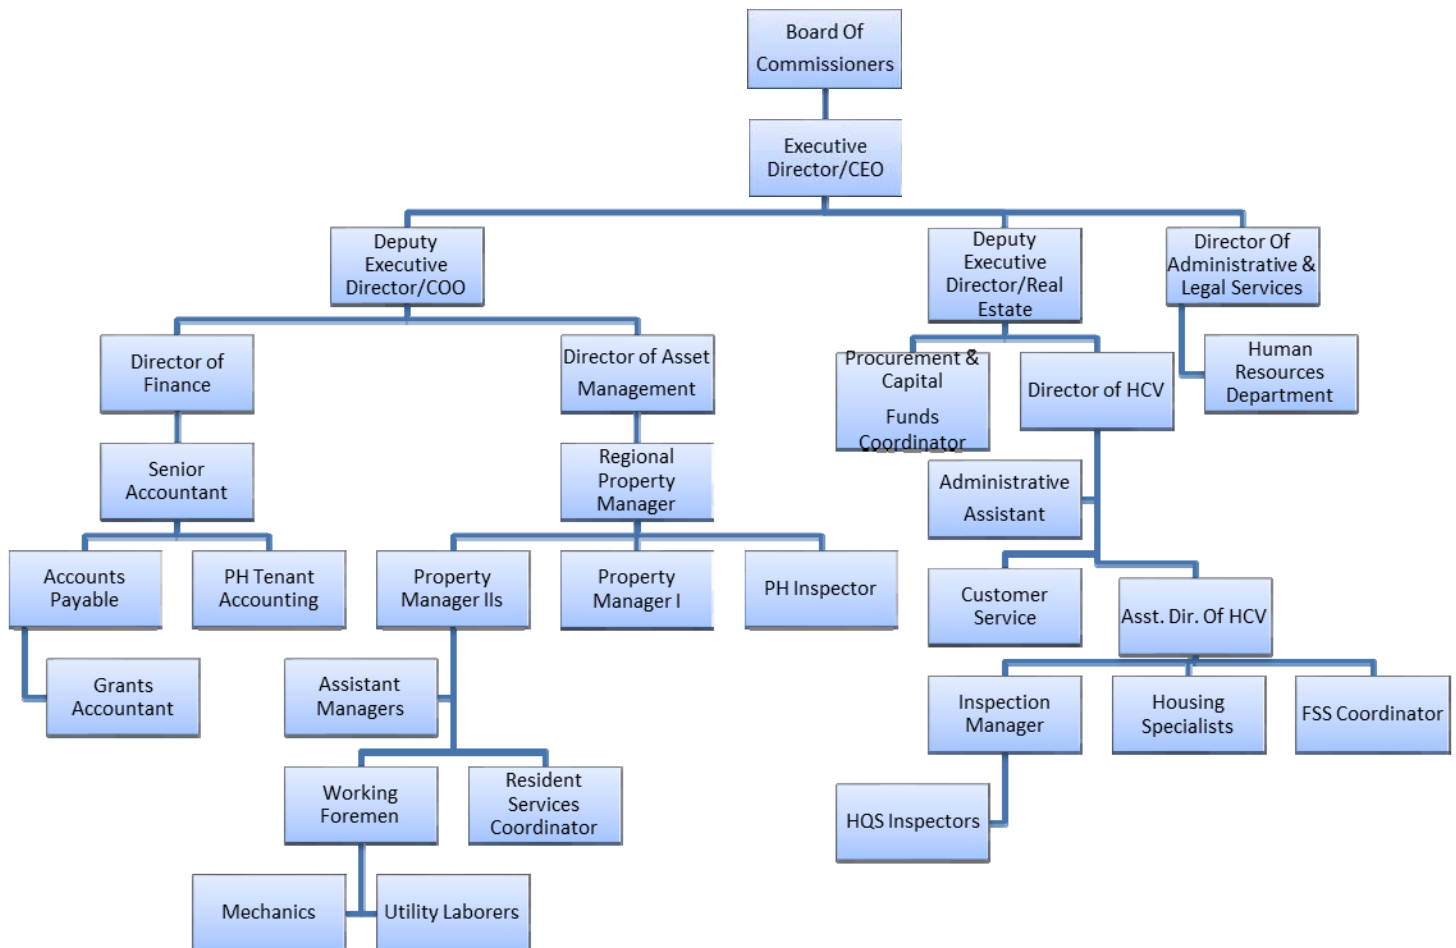 Board Of
Commissioners
Executive
Director/CEO
Deputy
Executive
Director/COO
Deputy
Executive
Director/Real
Estate
Director Of
Administrative &
Legal Services
Director of
Finance
Director of Asset
Management
Procurement &
Capital
Funds
Coordinator
Director of HCV
Human
Resources
Department
Senior
Accountant
Regional
Property
Manager
Administrative
Assistant
Accounts
Payable
PH Tenant
Accounting
Property
Manager IIs
Property
Manager I
PH Inspector
Customer
Service
Asst. Dir. Of HCV
Grants
Accountant
Assistant
Managers
Inspection
Manager
Housing
Specialists
FSS Coordinator
Working
Foremen
Resident
Services
Coordinator
HQS Inspectors
Mechanics
Utility Laborers